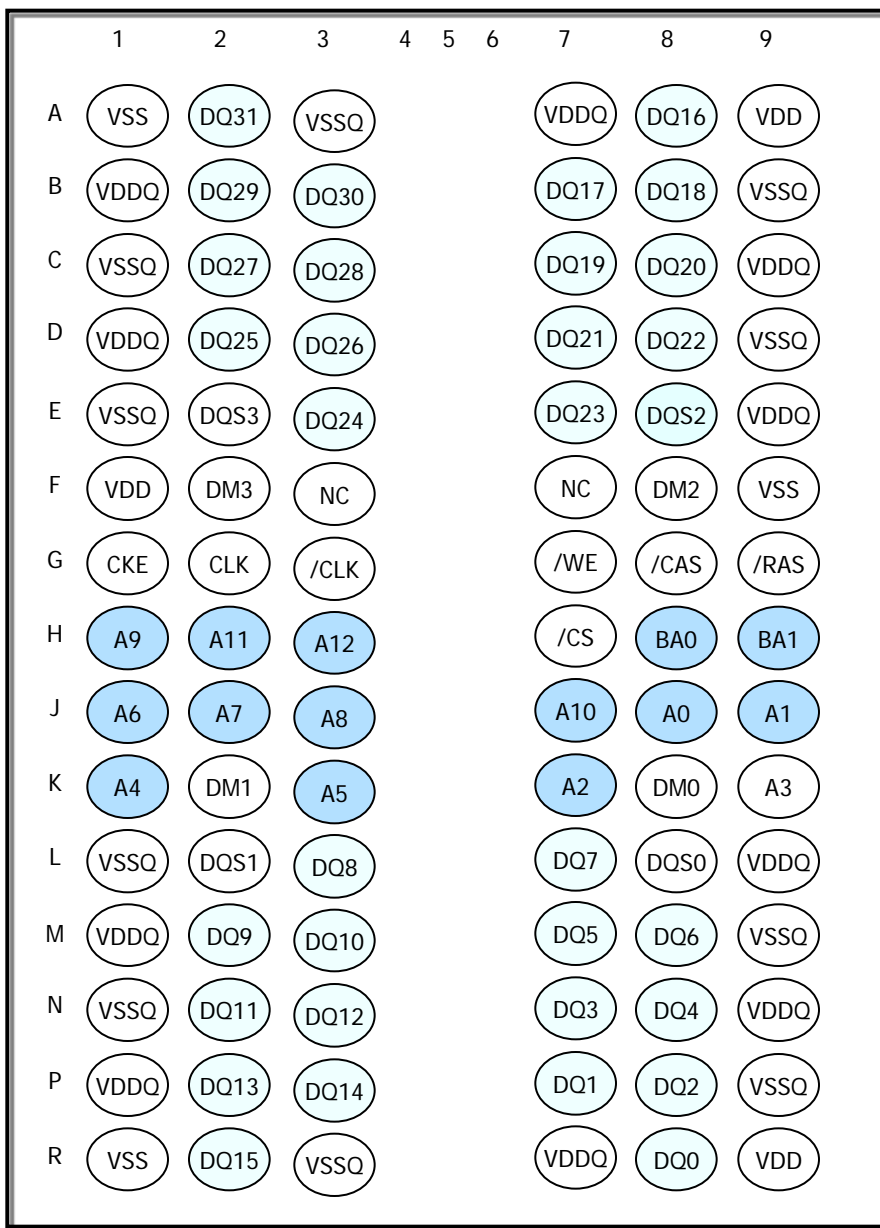 1 2 3 4 5 6 7 8 9
A VSS DQ31 VSSQ VDDQ DQ16 VDD
B VDDQ DQ29 DQ30 DQ17 DQ18 VSSQ
C VSSQ DQ27 DQ28 DQ19 DQ20 VDDQ
D VDDQ DQ25 DQ26 DQ21 DQ22 VSSQ
E VSSQ DQS3 DQ24 DQ23 DQS2 VDDQ
F VDD DM3 NC NC DM2 VSS
G CKE CLK /CLK /WE /CAS /RAS
H A9 A11 A12 /CS BA0 BA1
J A6 A7 A8 A10 A0 A1
K A4 DM1 A5 A2 DM0 A3
L VSSQ DQS1 DQ8 DQ7 DQS0 VDDQ
M VDDQ DQ9 DQ10 DQ5 DQ6 VSSQ
N VSSQ DQ11 DQ12 DQ3 DQ4 VDDQ
P VDDQ DQ13 DQ14 DQ1 DQ2 VSSQ
R VSS DQ15 VSSQ VDDQ DQ0 VDD